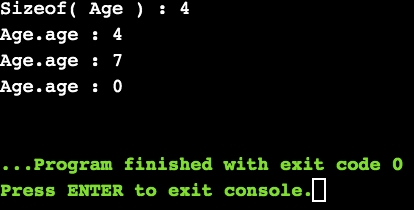 Sizeof( Age ) : 4
Age.age : 4
Age.age : 7
Age.age : 0
...Program finished with exit code 0
Press ENTER to exit console.